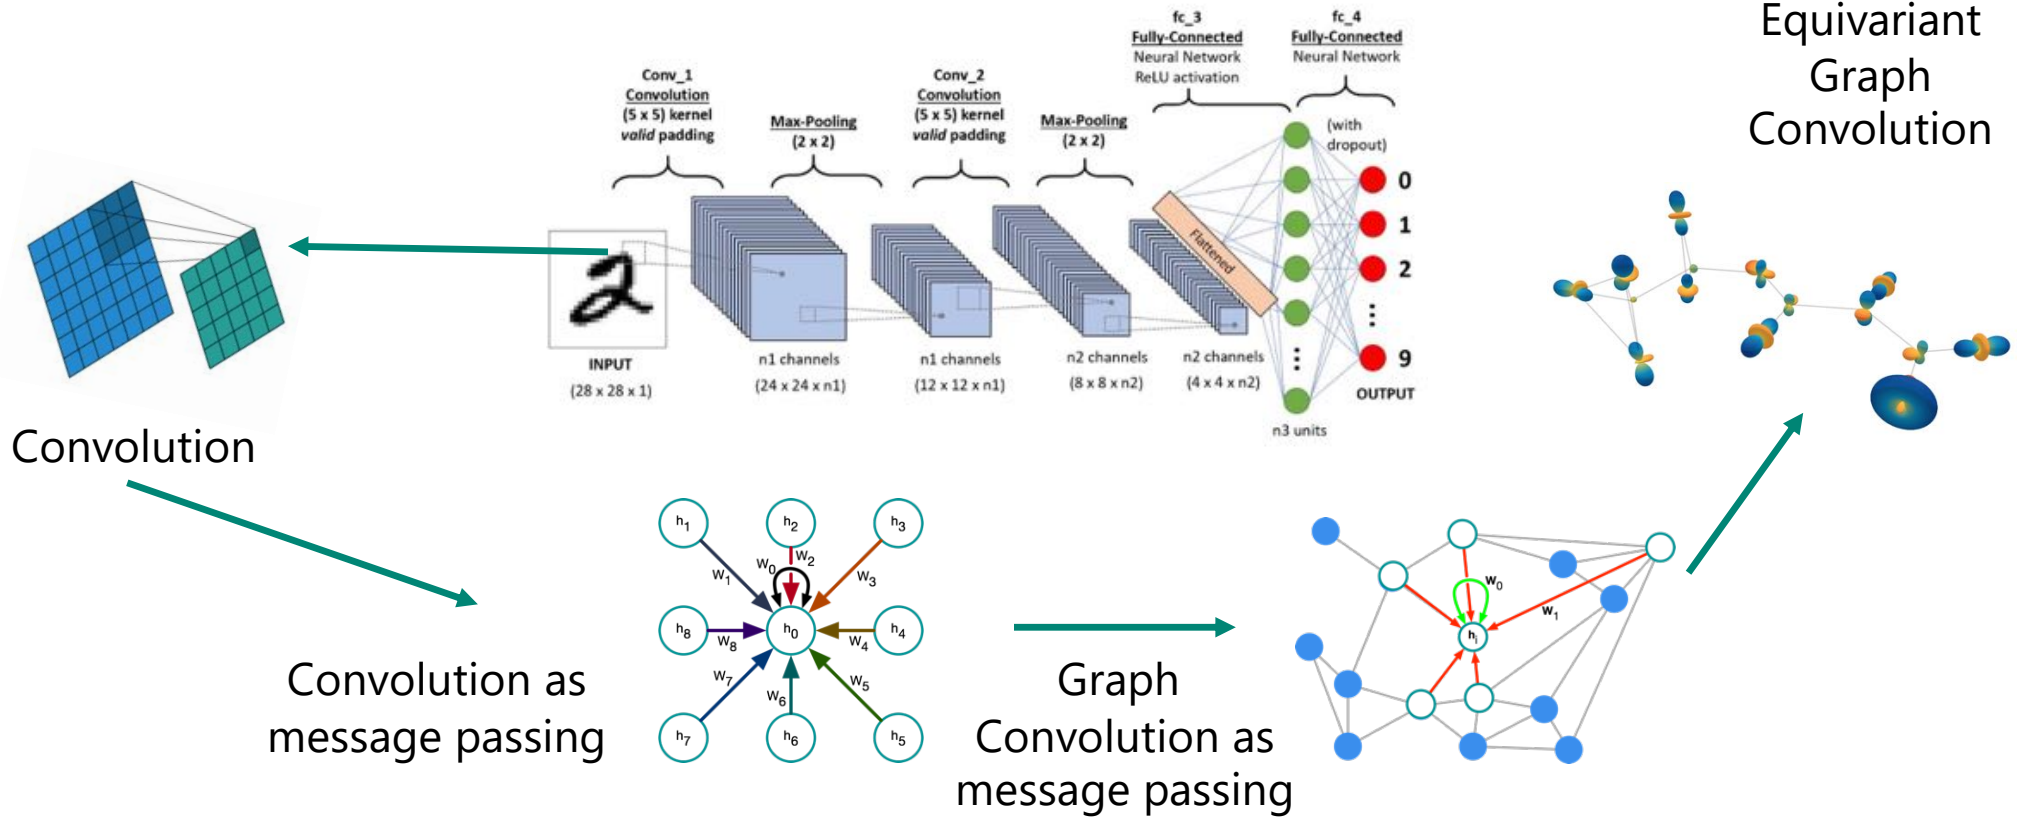 Conv_1
Convolution
(5 x 5) kernel
valid padding
Max-Pooling
(2 x 2)
Conv_2
Convolution
(5 x 5) kernel
valid padding
Max-Pooling
(2 x 2)
fc_3
Fully-Connected
Neural Network
ReLU activation
fc_4
Fully-Connected
Neural Network
(with
dropout)
Flattened
0
1
2
9
OUTPUT
INPUT
(28 x 28 x 1)
n1 channels
(24 x 24 x n1)
n1 channels
(12 x 12 x n1)
n2 channels
(8 x 8 x n2)
n2 channels
(4 x 4 x n2)
n3 units
2
Equivariant
Graph
Convolution
Convolution
Convolution as
message passing
h1
h2
h3
w1
w0
w2
w3
h8
w8
h0
w4
h4
w7
w6
w5
h7
h6
h5
Graph
Convolution as
message passing
w0
w1
hi